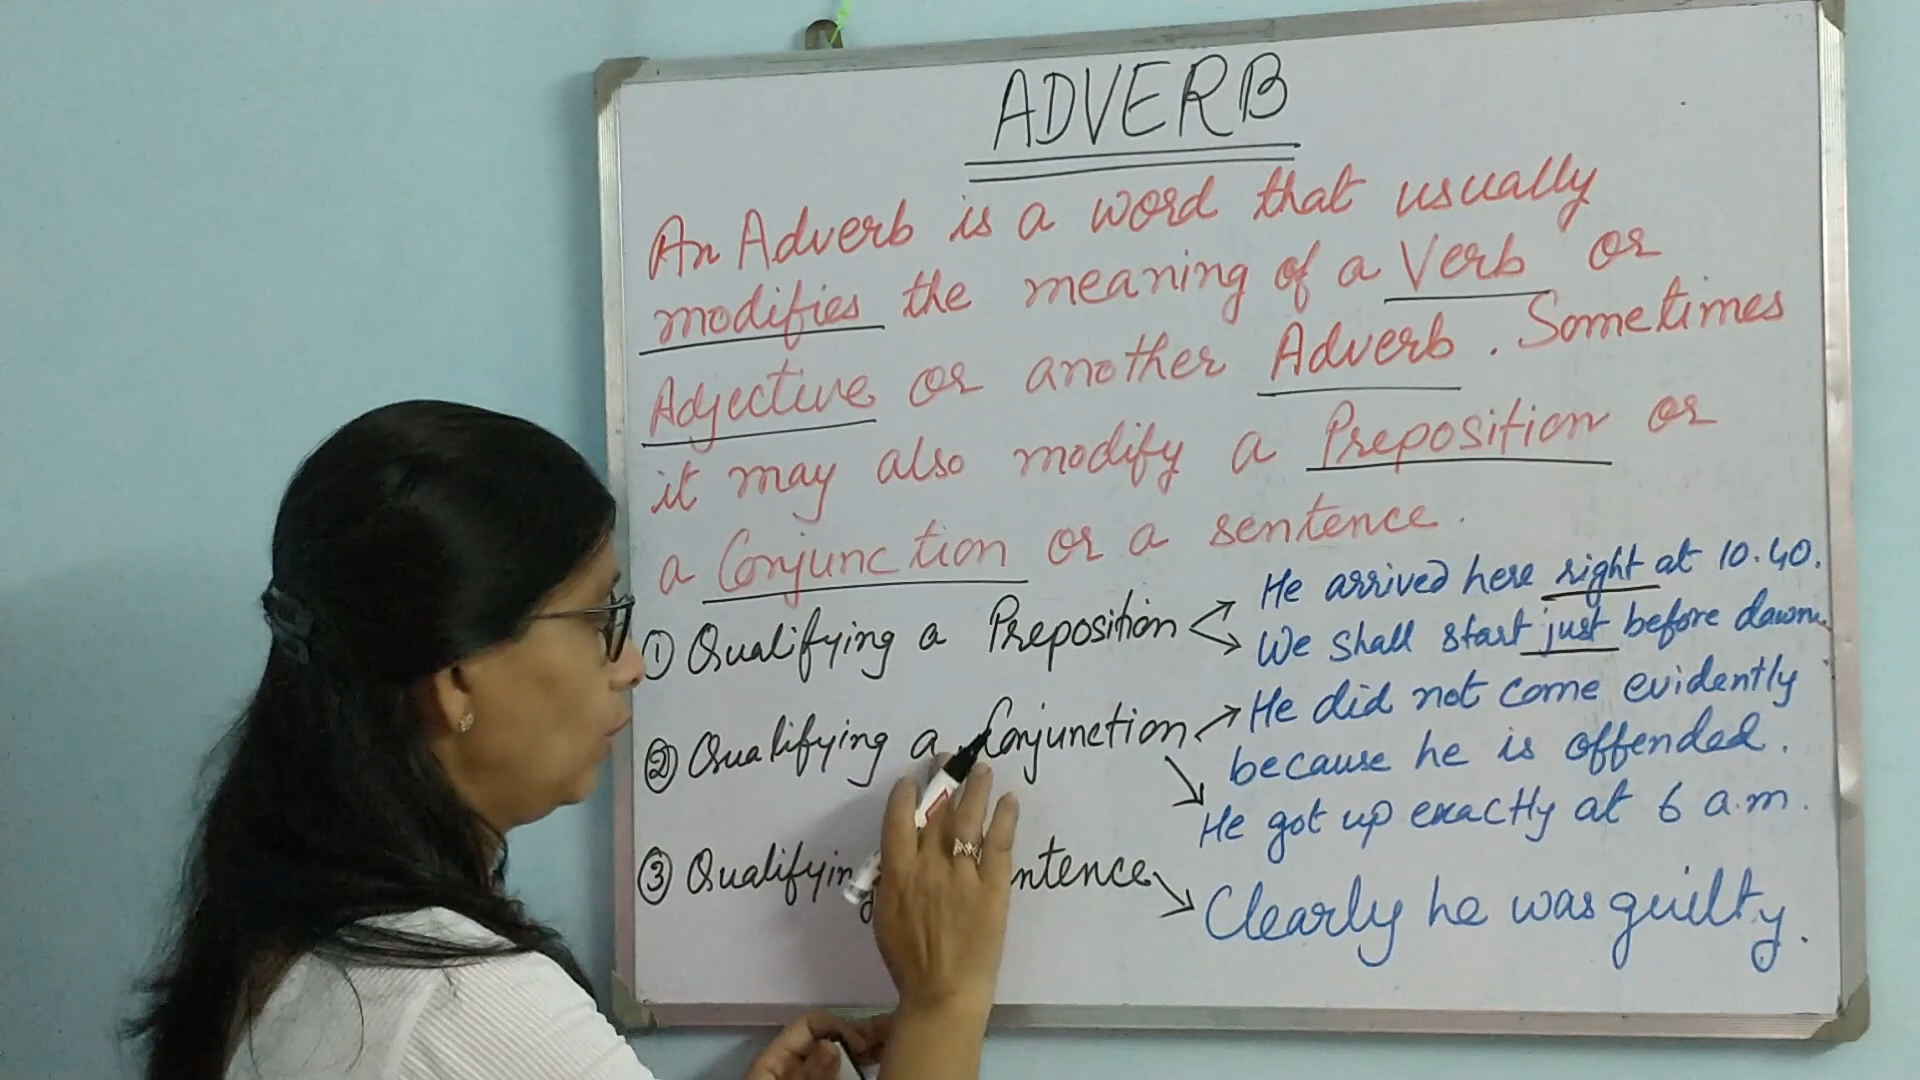 ADVERB
An Adverb is a word that usually
modifies the meaning of a Verb or
Adjective or another Adverb. Sometimes
it may also modify a Preposition or
a Conjunction or a sentence.
① Qualifying a Preposition
He arrived here right at 10.40.
We shall start just before dawn.
② Qualifying a Conjunction
He did not come evidently
because he is offended.
He got up exactly at 6 a.m.
③ Qualifying ntence
Clearly he was guilty.